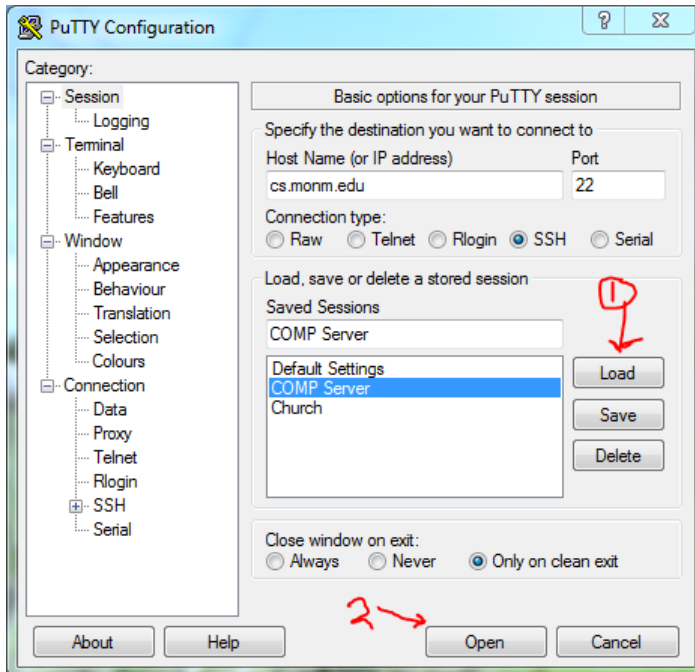 PuTTY Configuration
Category:
Session
Logging
Terminal
Keyboard
Bell
Features
Window
Appearance
Behaviour
Translation
Selection
Colours
Connection
Data
Proxy
Telnet
Rlogin
SSH
Serial
Basic options for your PuTTY session
Specify the destination you want to connect to
Host Name (or IP address) Port
cs.monm.edu 22
Connection type:
Raw Telnet Rlogin SSH Serial
Load, save or delete a stored session
1
Saved Sessions
COMP Server
Default Settings
COMP Server
Church
Load
Save
Delete
Close window on exit:
Always Never Only on clean exit
2
About Help Open Cancel